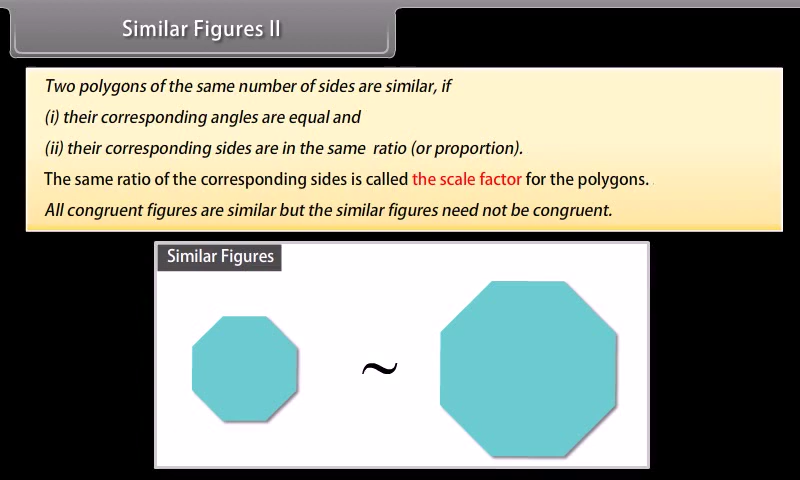 Similar Figures II
Two polygons of the same number of sides are similar, if
(i) their corresponding angles are equal and
(ii) their corresponding sides are in the same ratio (or proportion).
The same ratio of the corresponding sides is called the scale factor for the polygons.
All congruent figures are similar but the similar figures need not be congruent.
Similar Figures
~